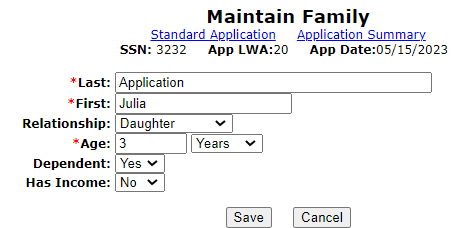 Maintain Family
Standard Application Application Summary
SSN: 3232 App LWA:20 App Date:05/15/2023
*Last: Application
*First: Julia
Relationship: Daughter
*Age: 3 Years
Dependent: Yes
Has Income: No
Save Cancel